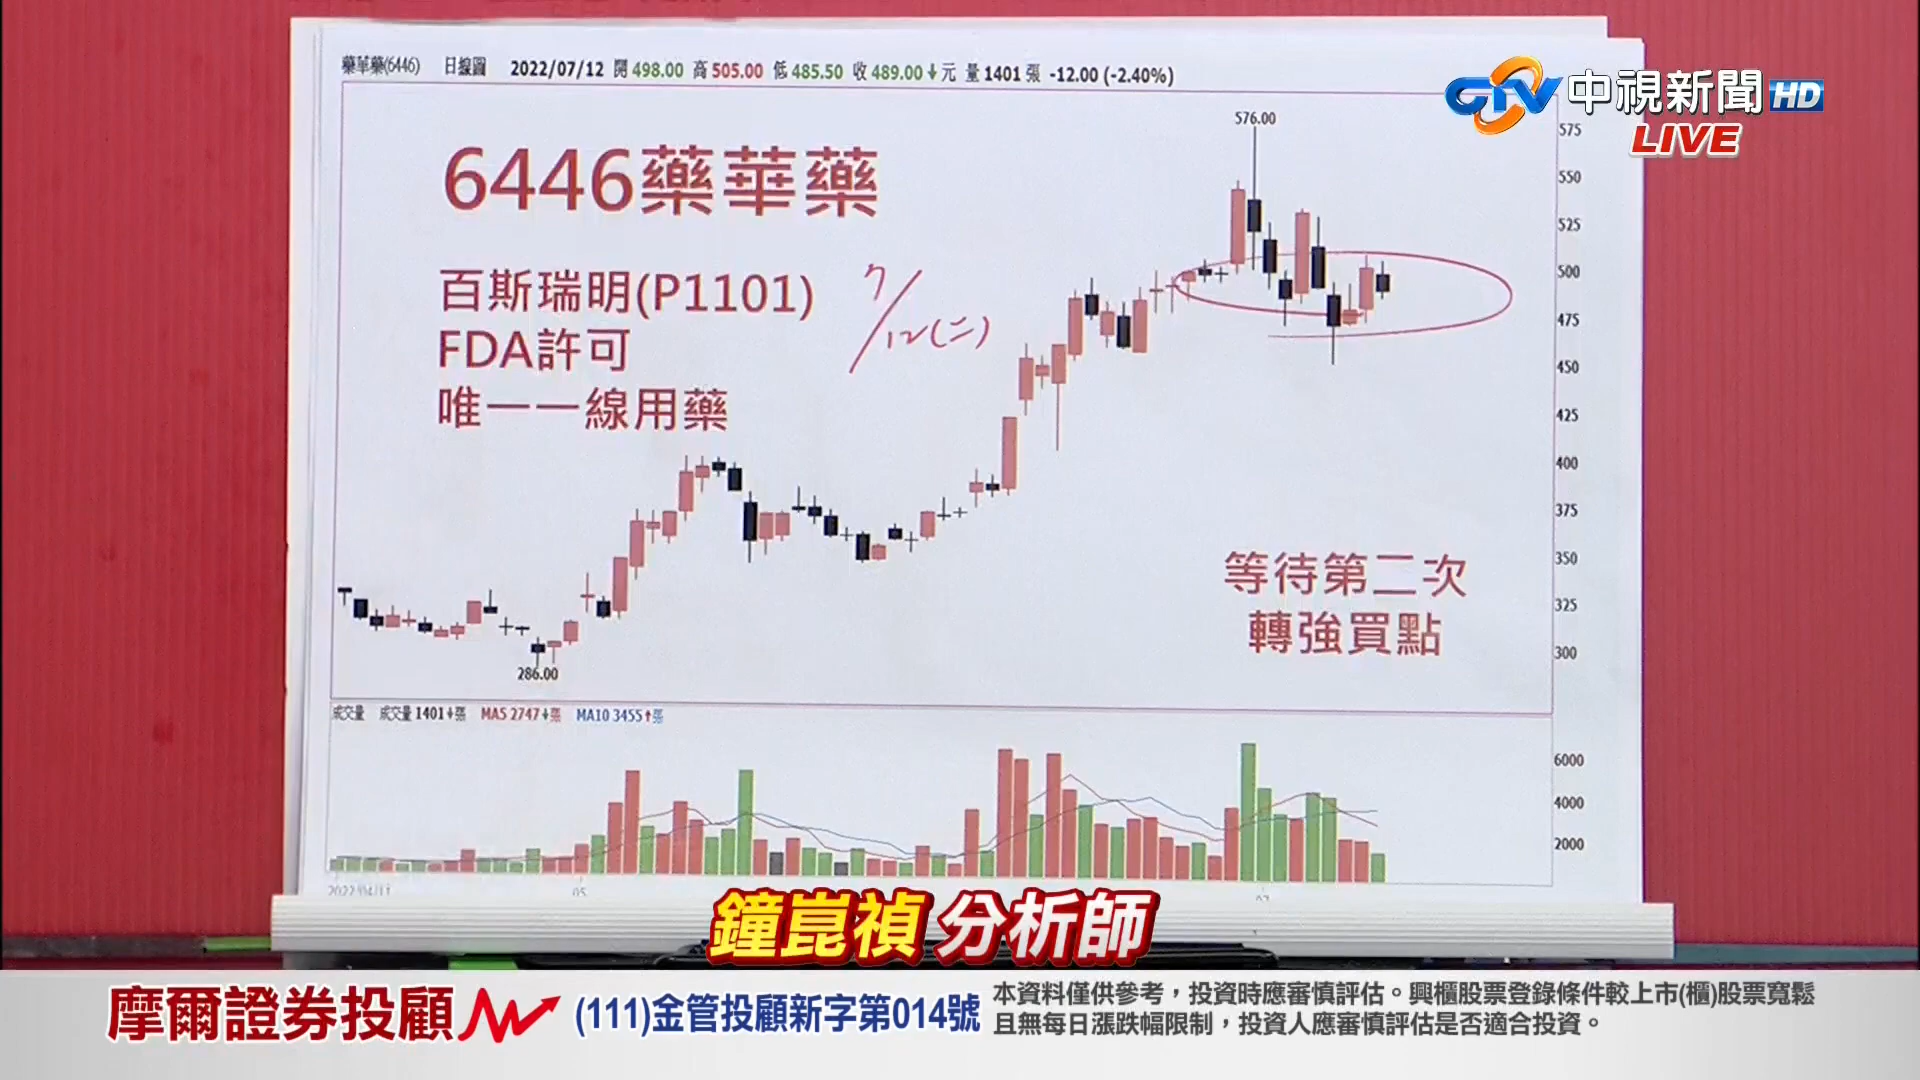 藥華藥(6446) 日線圖 2022/07/12 開 498.00 高 505.00 低 485.50 收 489.00↓元 量 1401 張 -12.00 (-2.40%)
CTV 中視新聞 HD
LIVE
576.00
6446藥華藥
百斯瑞明(P1101)
FDA許可
唯一一線用藥
7/12(二)
575
550
525
500
475
450
425
400
375
350
325
300
等待第二次
轉強買點
286.00
成交量 成交量 1401↓張 MA5 2747↓張 MA10 3455↑張
6000
4000
2000
2022/04/11 05 07
鐘崑禎 分析師
摩爾證券投顧 (111)金管投顧新字第014號
本資料僅供參考，投資時應審慎評估。興櫃股票登錄條件較上市(櫃)股票寬鬆
且無每日漲跌幅限制，投資人應審慎評估是否適合投資。